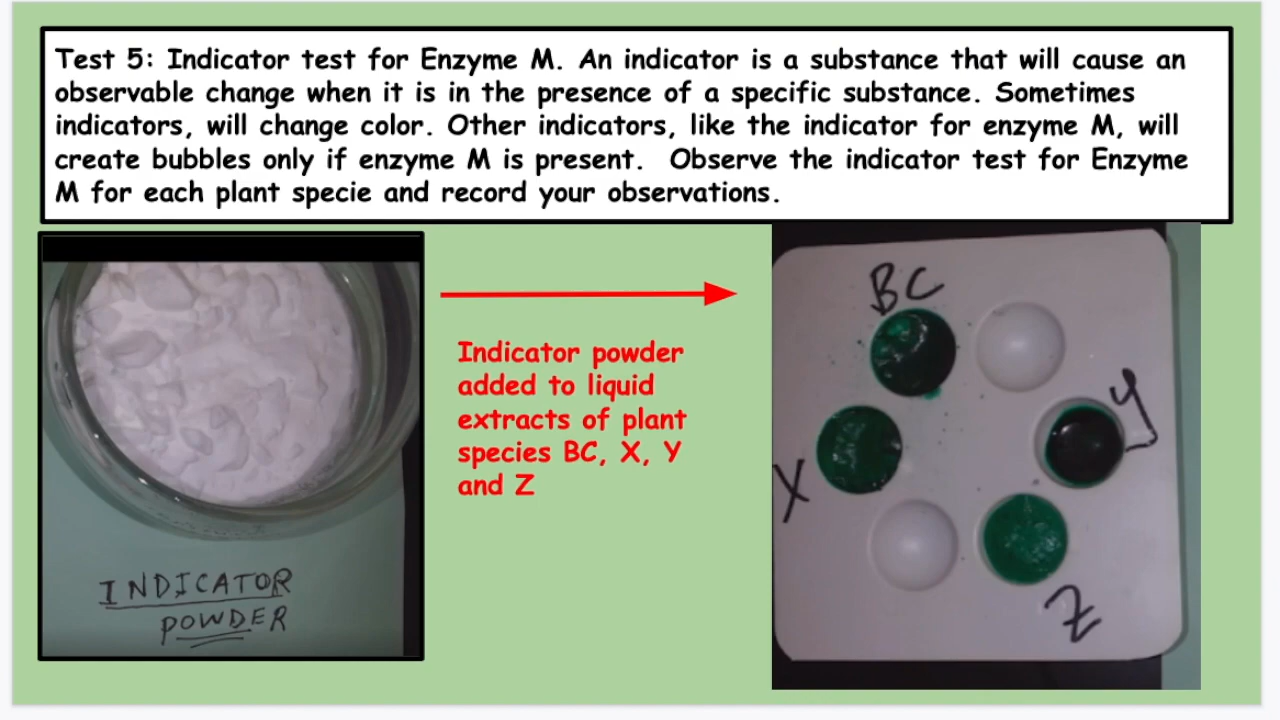 Test 5: Indicator test for Enzyme M. An indicator is a substance that will cause an
observable change when it is in the presence of a specific substance. Sometimes
indicators, will change color. Other indicators, like the indicator for enzyme M, will
create bubbles only if enzyme M is present. Observe the indicator test for Enzyme
M for each plant specie and record your observations.
Indicator powder
added to liquid
extracts of plant
species BC, X, Y
and Z
INDICATOR
POWDER
BC
Y
X
Z